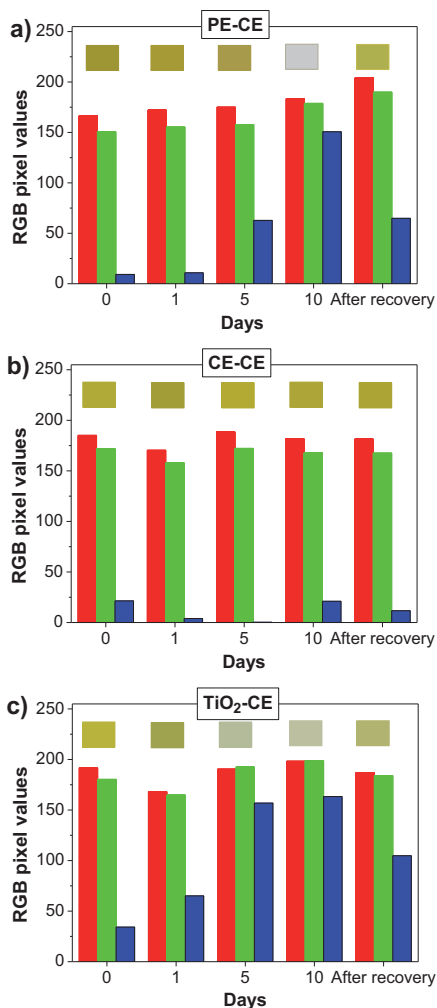 a)
PE-CE
250
200
150
100
50
0
RGB pixel values
0 1 5 10 After recovery
Days
b)
CE-CE
250
200
150
100
50
0
RGB pixel values
0 1 5 10 After recovery
Days
c)
TiO₂-CE
250
200
150
100
50
0
RGB pixel values
0 1 5 10 After recovery
Days